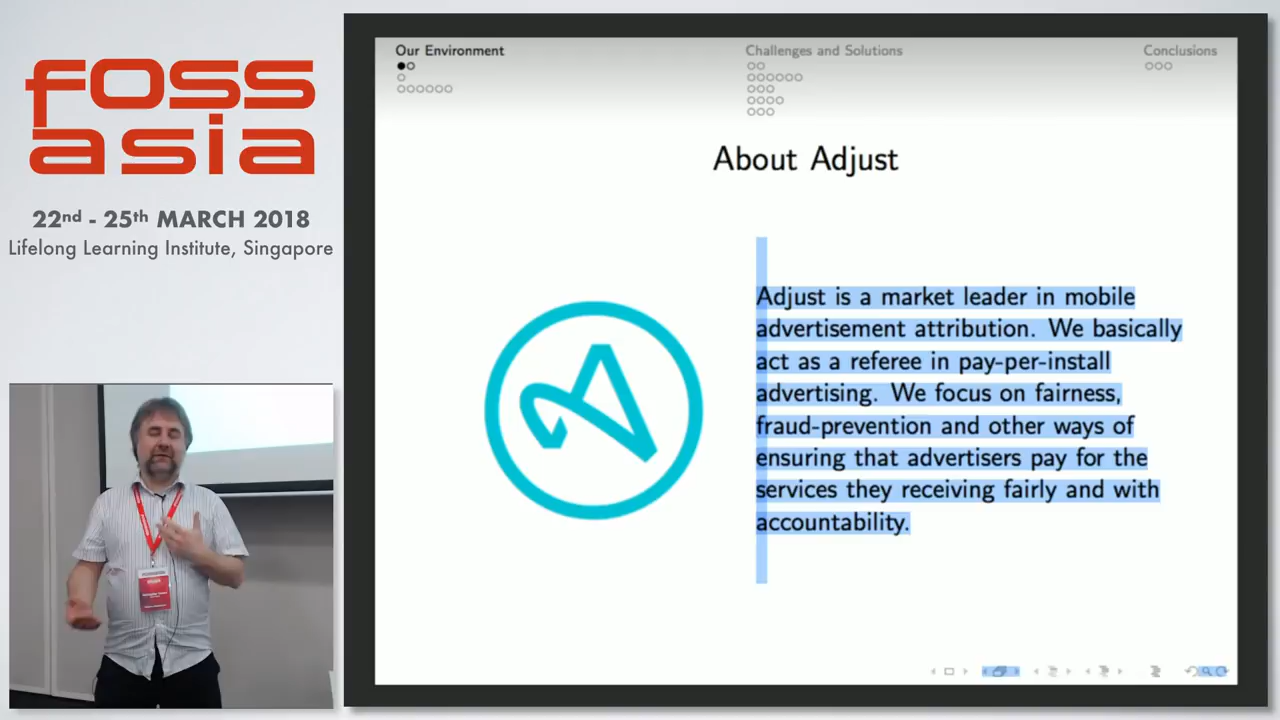 foss
asia
22nd - 25th MARCH 2018
Lifelong Learning Institute, Singapore
Our Environment
Challenges and Solutions
Conclusions
About Adjust
Adjust is a market leader in mobile
advertisement attribution. We basically
act as a referee in pay-per-install
advertising. We focus on fairness,
fraud-prevention and other ways of
ensuring that advertisers pay for the
services they receiving fairly and with
accountability.